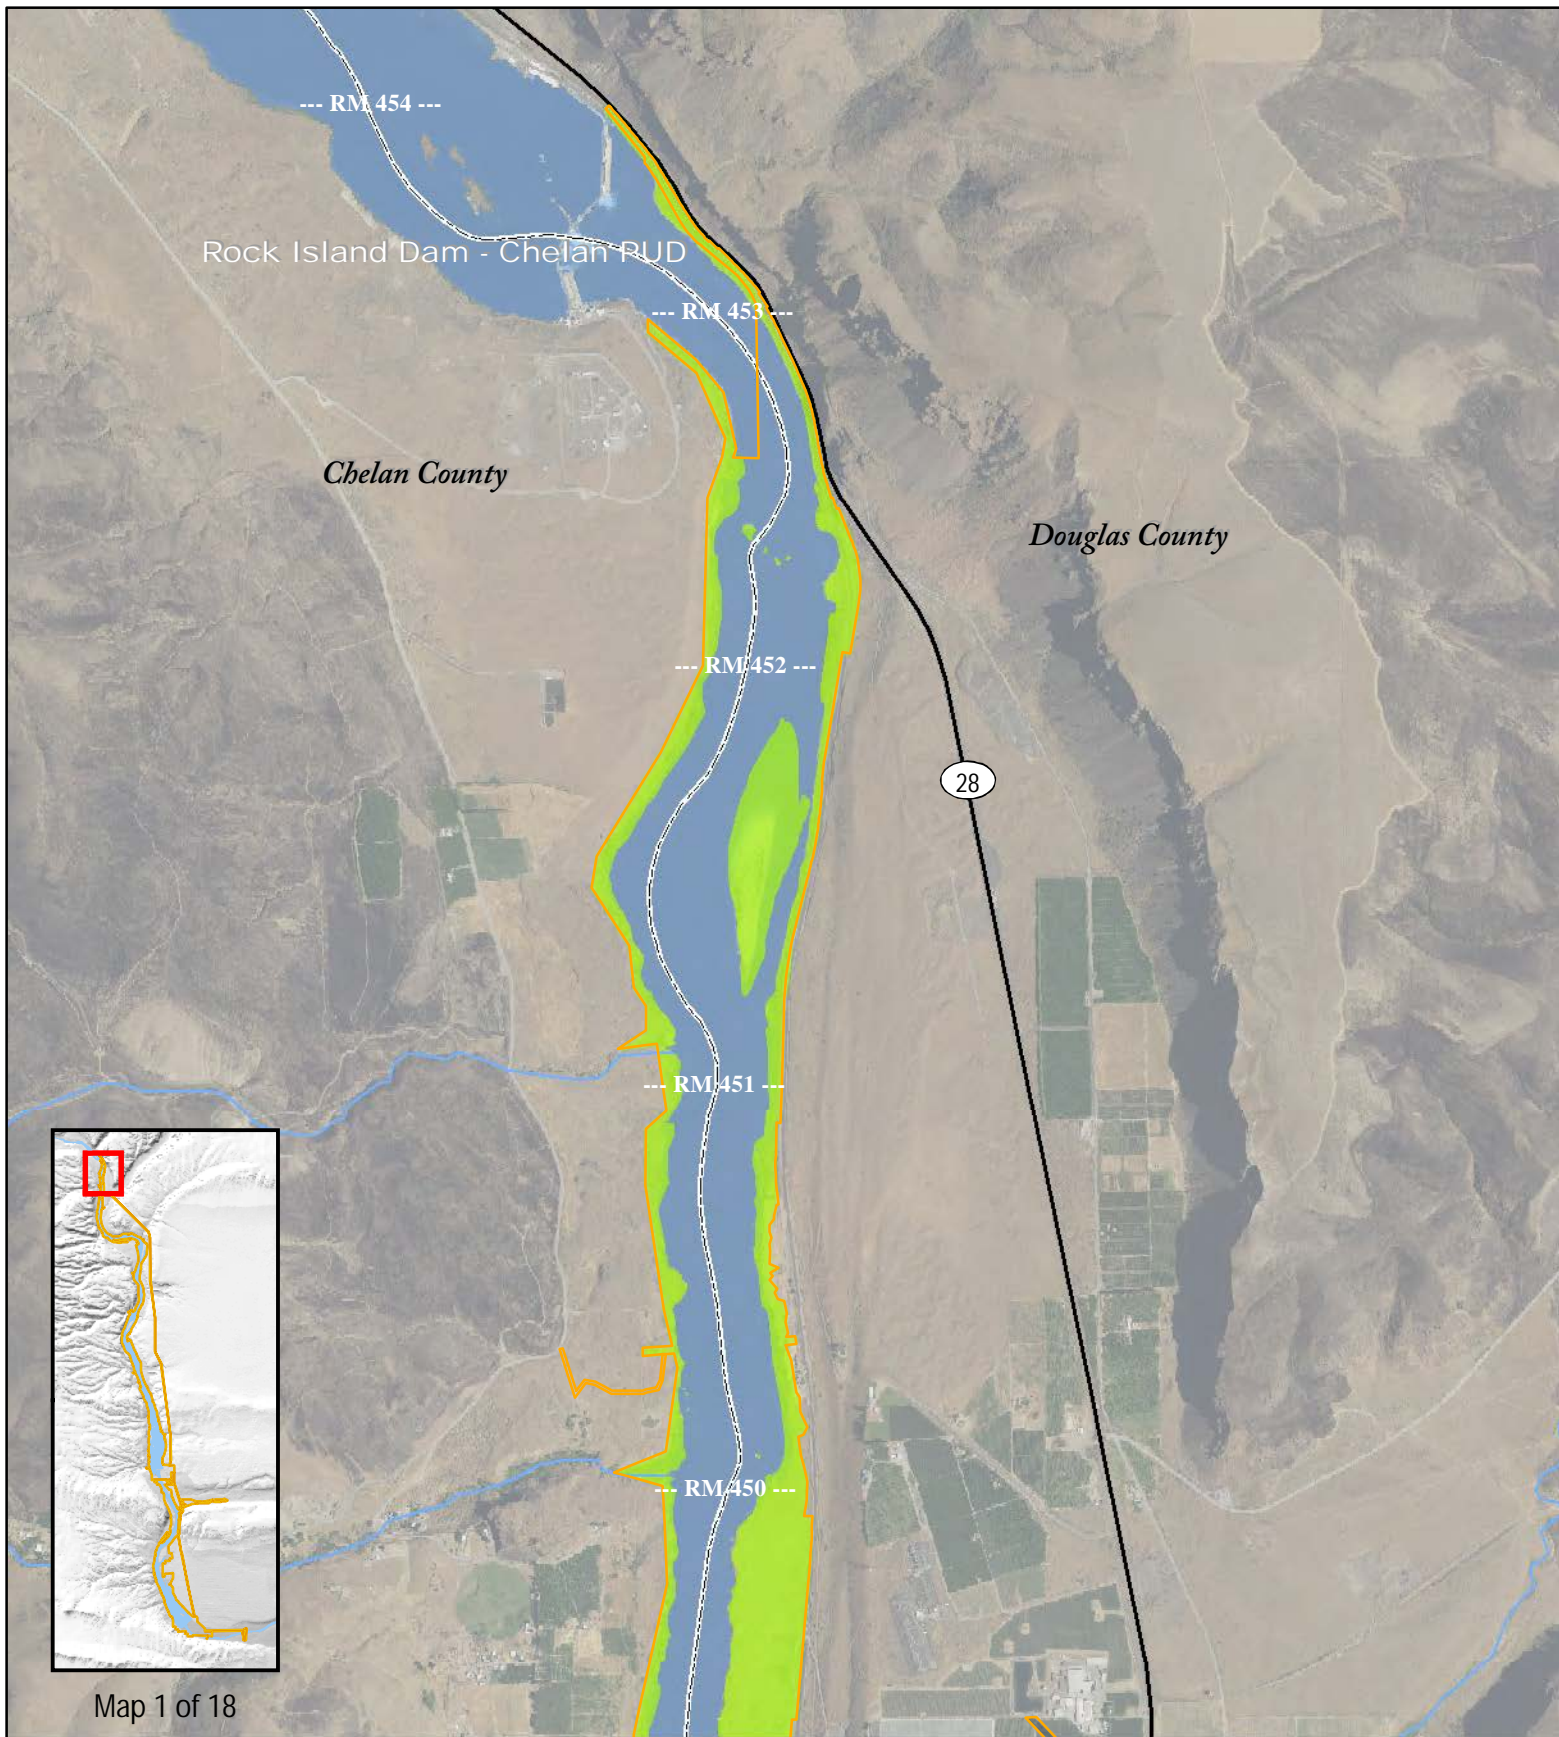 --- RM 454 ---
Rock Island Dam - Chelan PUD
--- RM 453 ---
Chelan County
Douglas County
--- RM 452 ---
28
--- RM 451 ---
--- RM 450 ---
Map 1 of 18